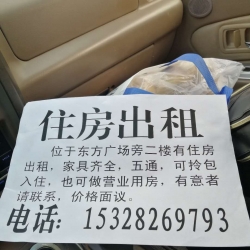 住房出租
位于东方广场旁二楼有住房
出租，家具齐全，五通，可拎包
入住，也可做营业用房，有意者
请联系，价格面议。
电话：15328269793